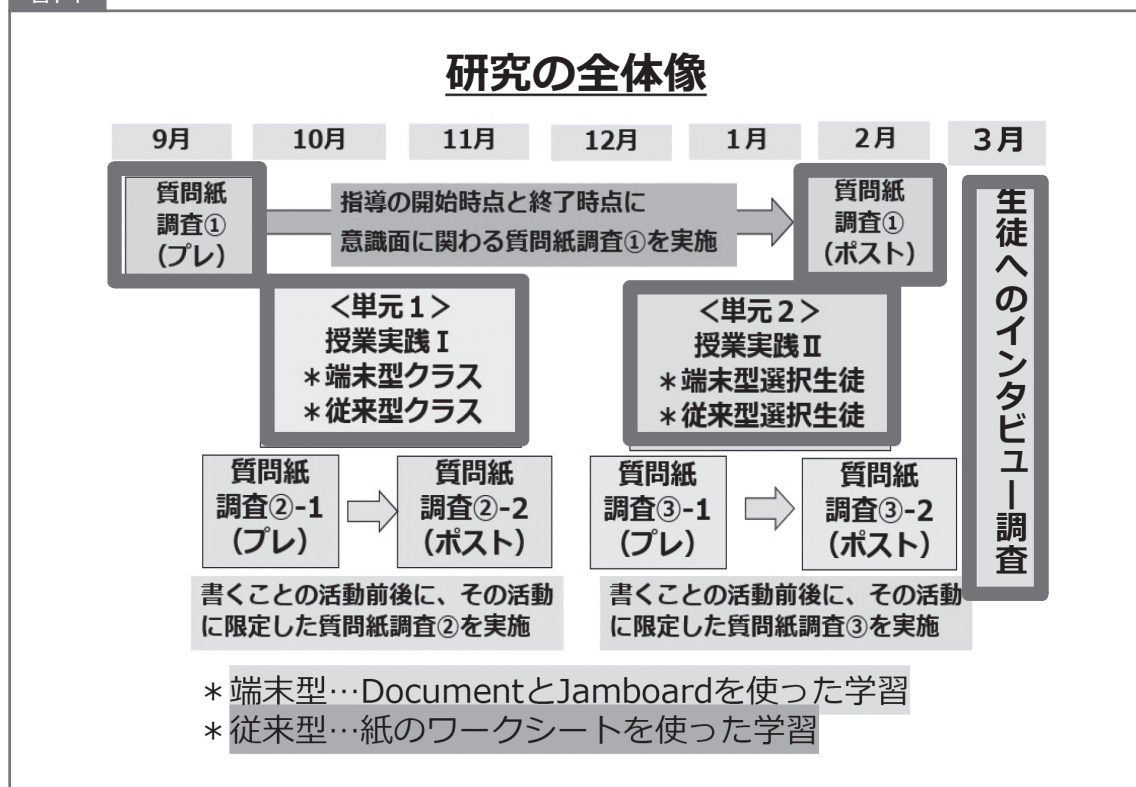 研究の全体像
9月
10月
11月
12月
1月
2月
3月
質問紙
調査①
(プレ)
指導の開始時点と終了時点に
意識面に関わる質問紙調査①を実施
質問紙
調査①
(ポスト)
生徒へのインタビュー調査
<単元1>
授業実践Ⅰ
*端末型クラス
*従来型クラス
<単元2>
授業実践Ⅱ
*端末型選択生徒
*従来型選択生徒
質問紙
調査②-1
(プレ)
質問紙
調査②-2
(ポスト)
質問紙
調査③-1
(プレ)
質問紙
調査③-2
(ポスト)
書くことの活動前後に、その活動
に限定した質問紙調査②を実施
書くことの活動前後に、その活動
に限定した質問紙調査③を実施
*端末型…DocumentとJamboardを使った学習
*従来型…紙のワークシートを使った学習